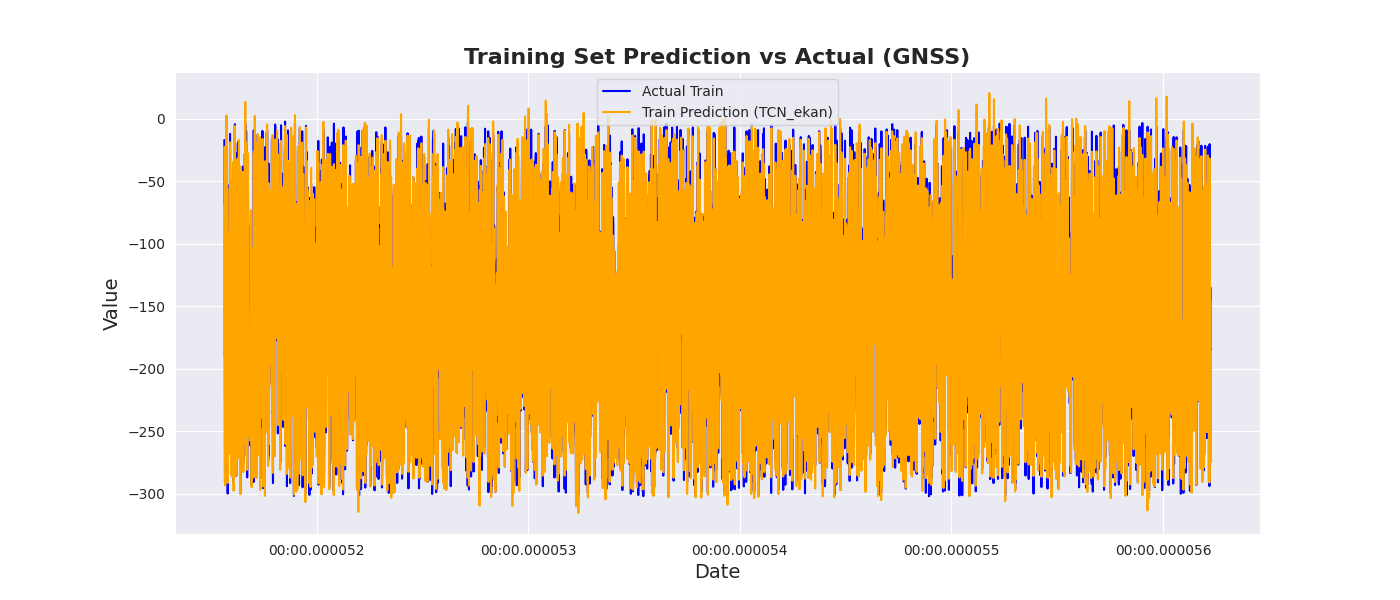 Training Set Prediction vs Actual (GNSS)
Actual Train
Train Prediction (TCN_ekan)
Value
0
−50
−100
−150
−200
−250
−300
00:00.000052 00:00.000053 00:00.000054 00:00.000055 00:00.000056
Date